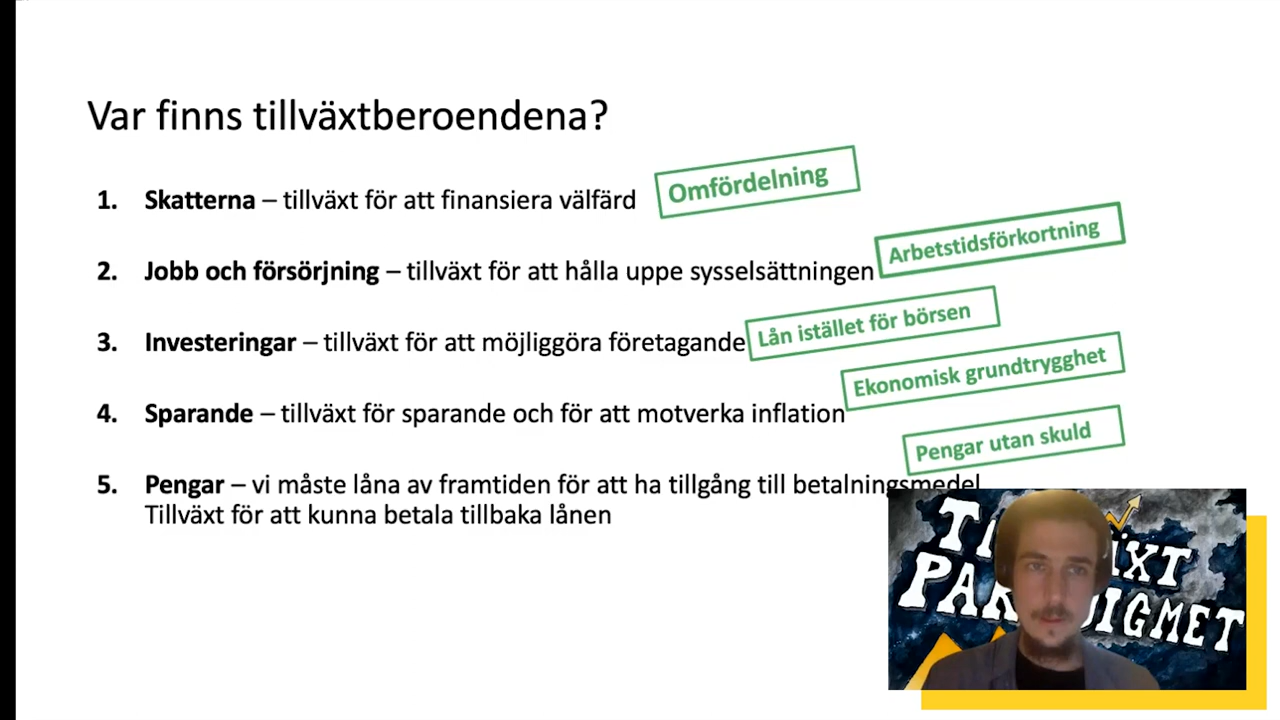 Var finns tillväxtberoendena?
1. Skatterna – tillväxt för att finansiera välfärd
Omfördelning
2. Jobb och försörjning – tillväxt för att hålla uppe sysselsättningen
Arbetstidsförkortning
3. Investeringar – tillväxt för att möjliggöra företagande
Lån istället för börsen
4. Sparande – tillväxt för sparande och för att motverka inflation
Ekonomisk grundtrygghet
5. Pengar – vi måste låna av framtiden för att ha tillgång till betalningsmedel
Tillväxt för att kunna betala tillbaka lånen
Pengar utan skuld